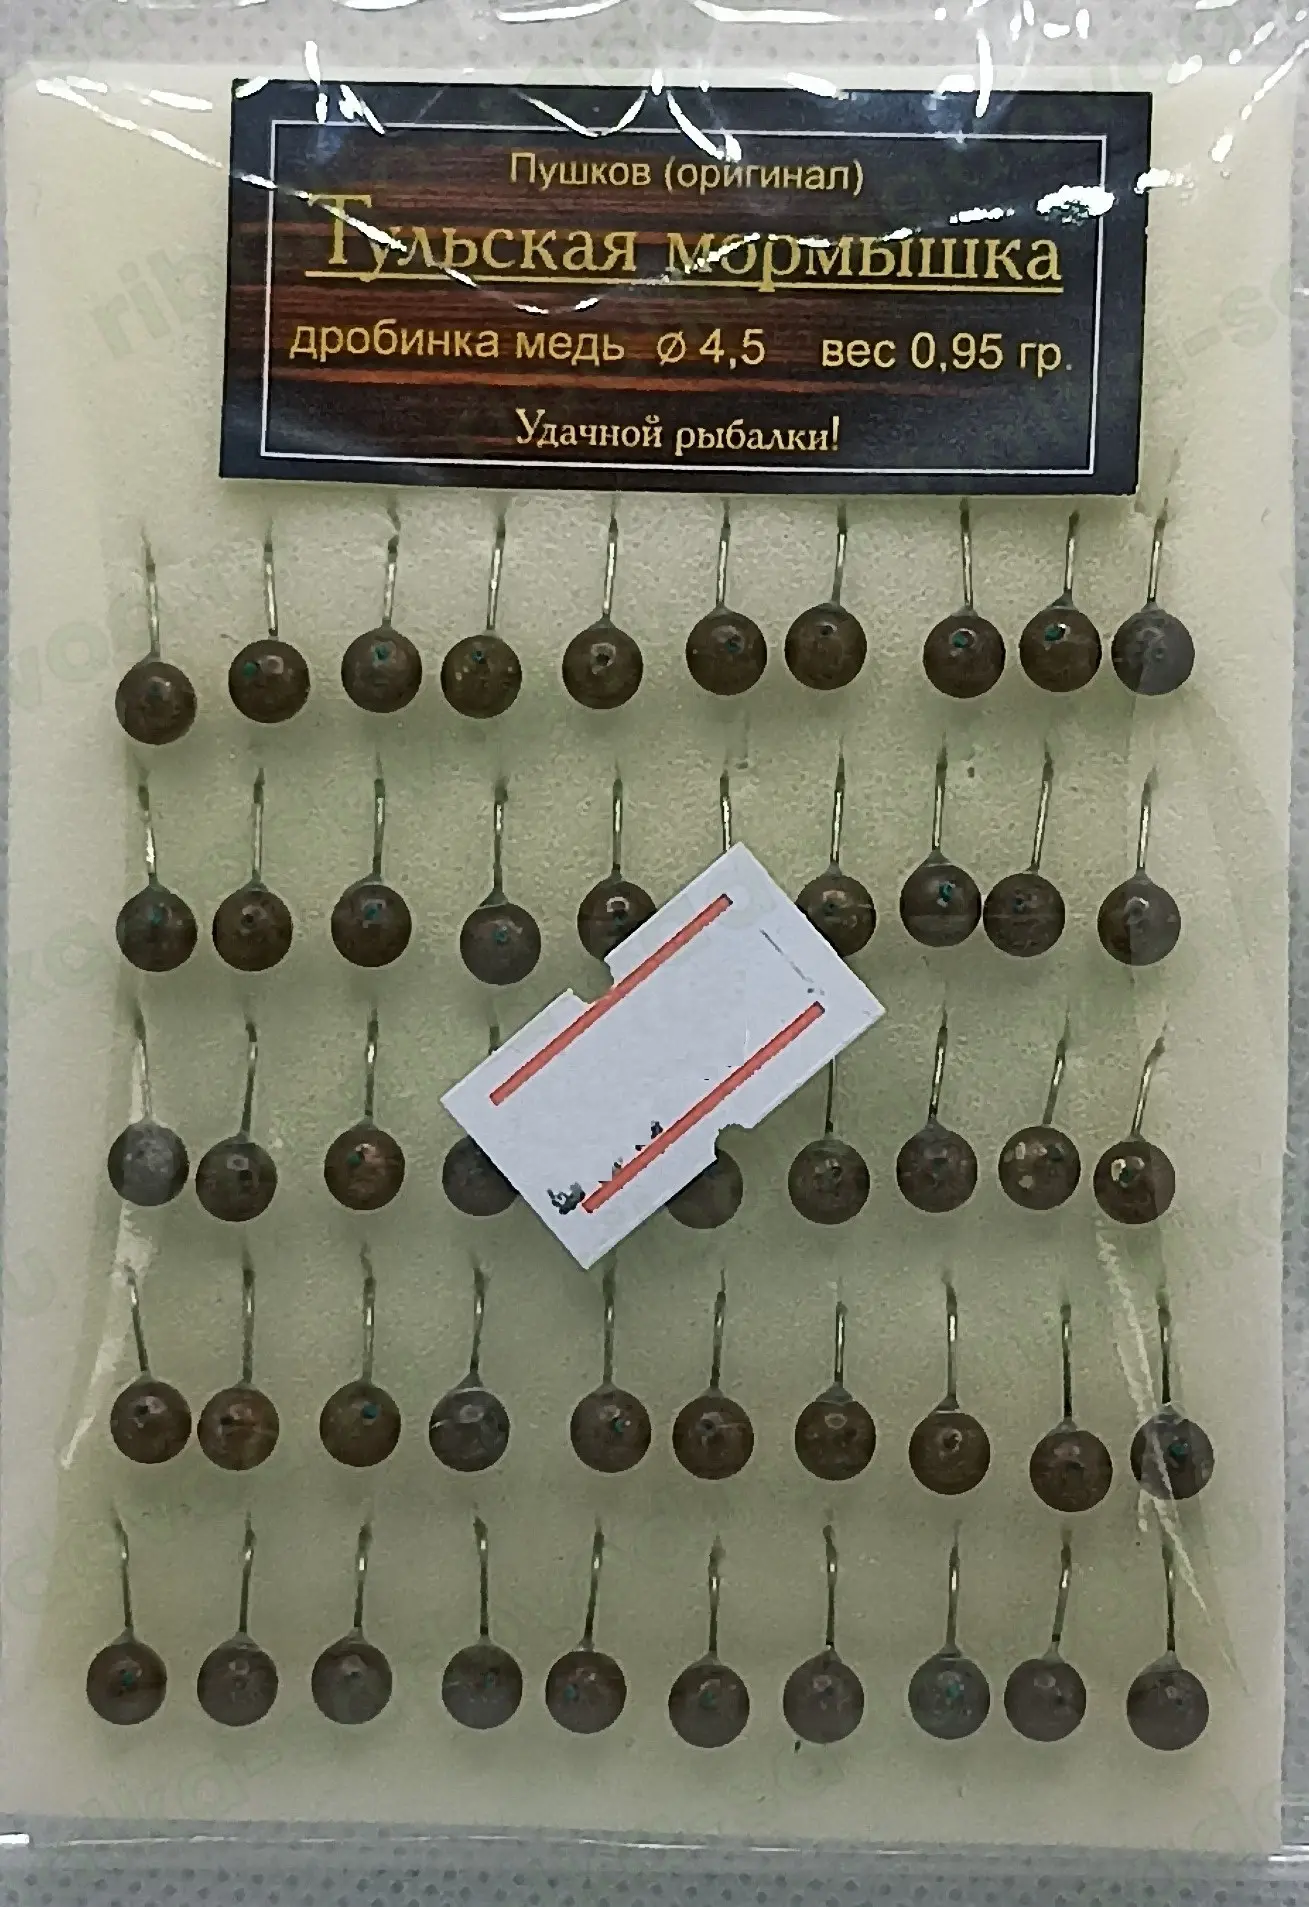 Пушков (оригинал)
Тульская мормышка
дробинка медь ⌀ 4,5 вес 0,95 гр.
Удачной рыбалки!